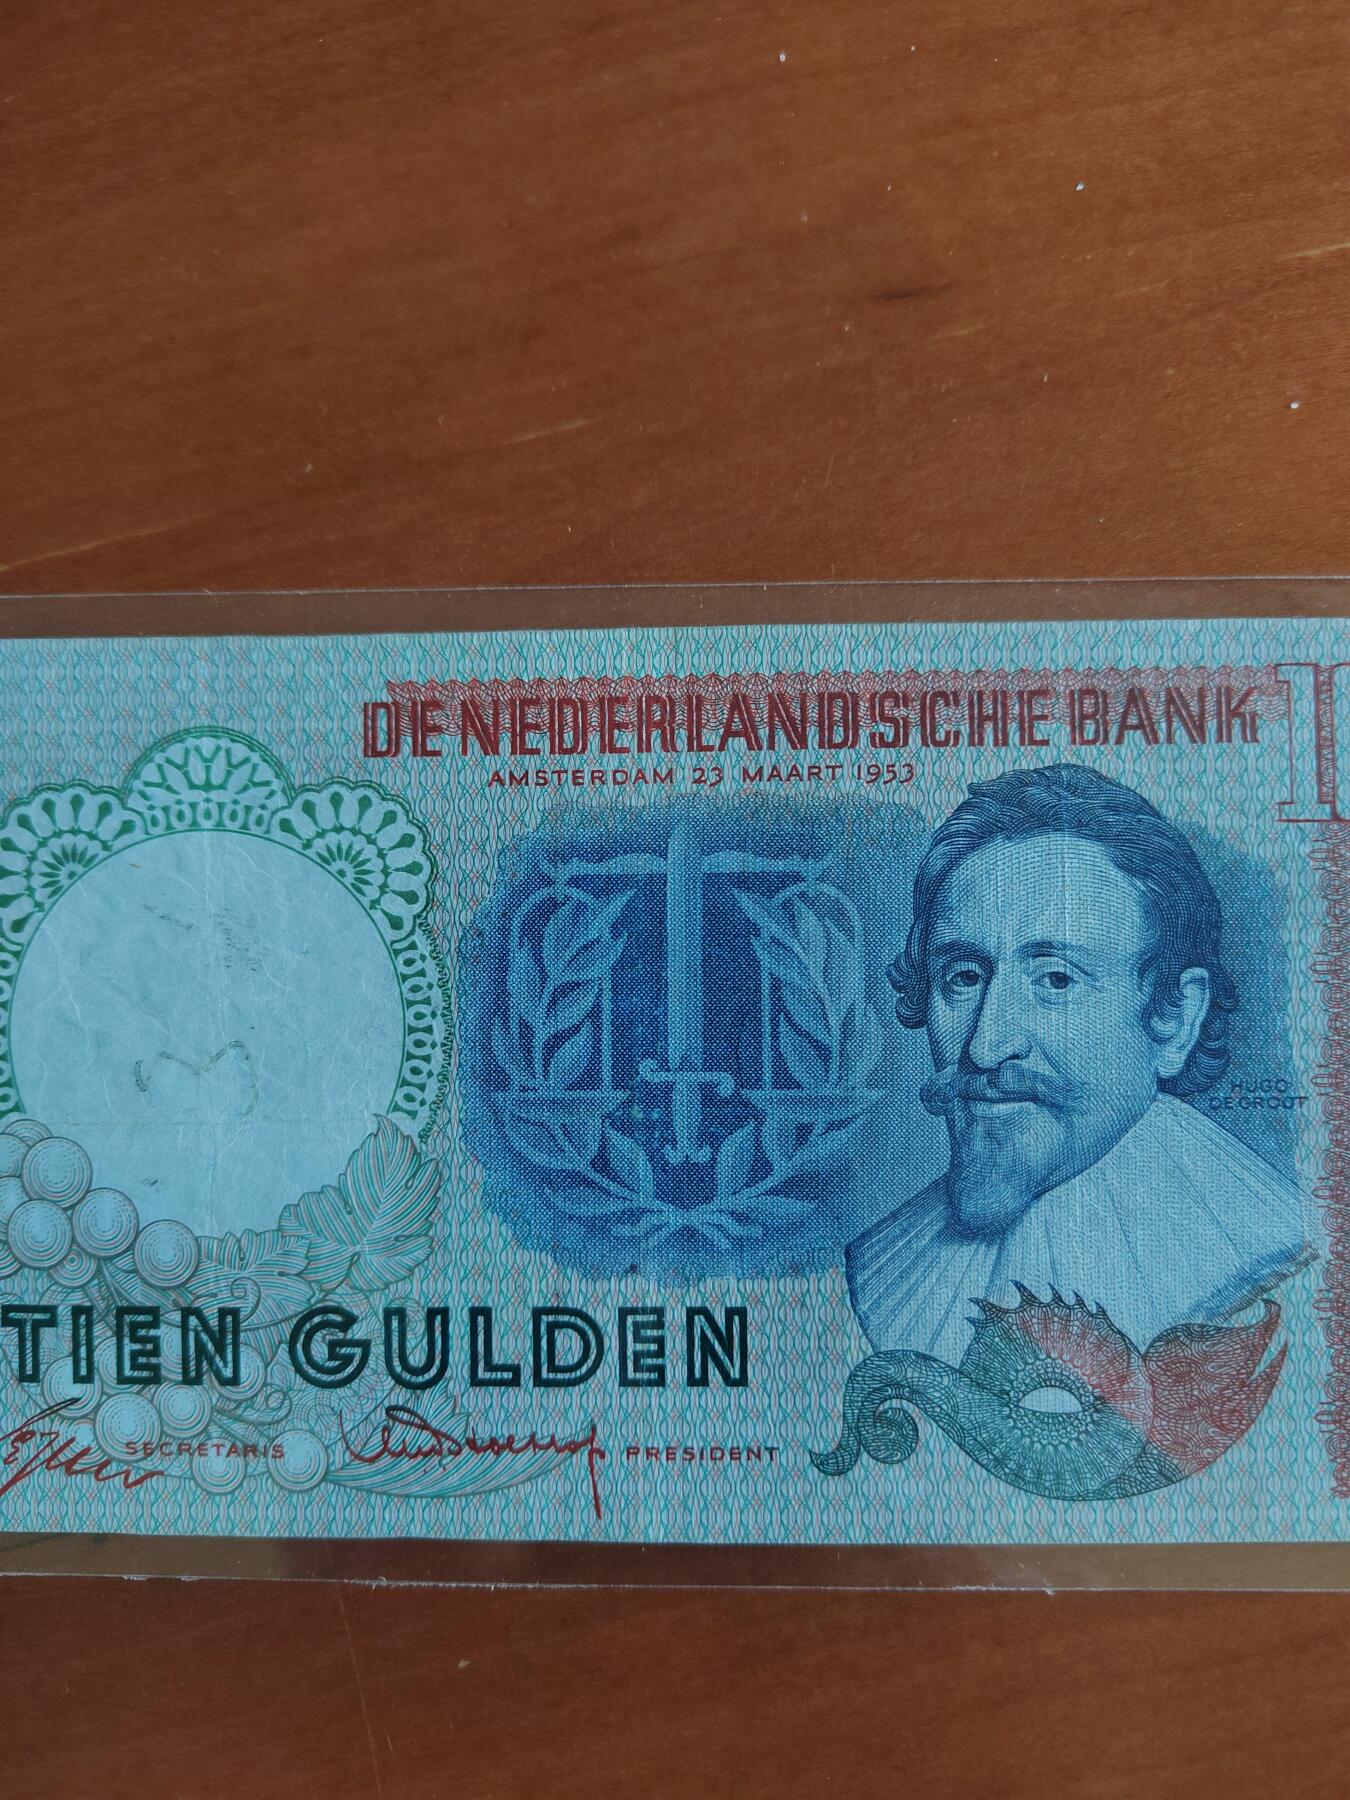 DE NEDERLANDSCHE BANK
AMSTERDAM 23 MAART 1953
HUGO
DE GROOT
TIEN GULDEN
SECRETARIS
PRESIDENT